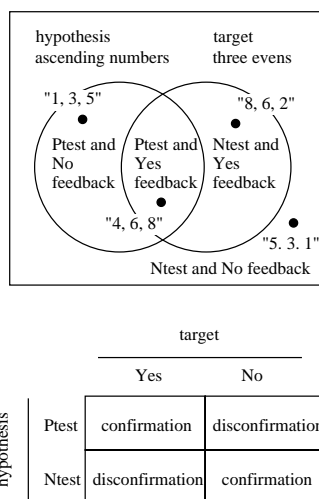 hypothesis target
ascending numbers three evens
"1, 3, 5" "8, 6, 2"
Ptest and Ptest and Ntest and
No Yes Yes
feedback feedback feedback
"4, 6, 8"
"5. 3. 1"
Ntest and No feedback
target
Yes No
hypothesis
Ptest confirmation disconfirmation
Ntest disconfirmation confirmation